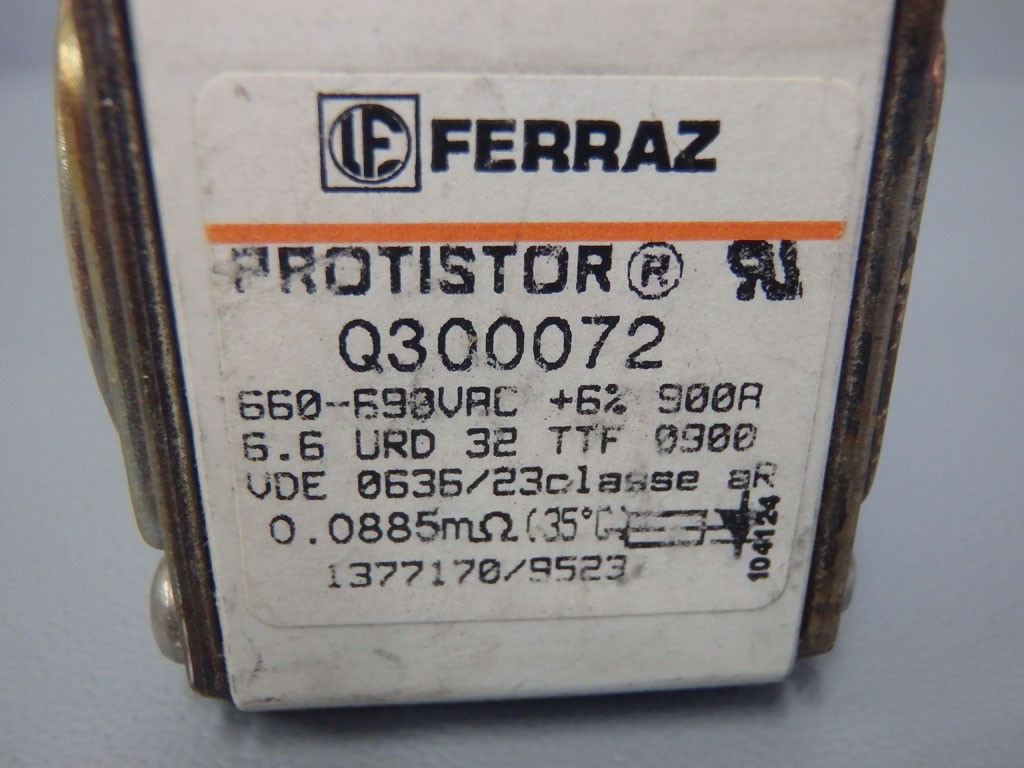 FERRAZ
PROTISTOR ®
Q300072
660-690VAC +6% 900A
6.6 URD 32 TTF 0900
VDE 0636/23classe aR
0.0885mΩ(35°C)
1377170/9523
104124